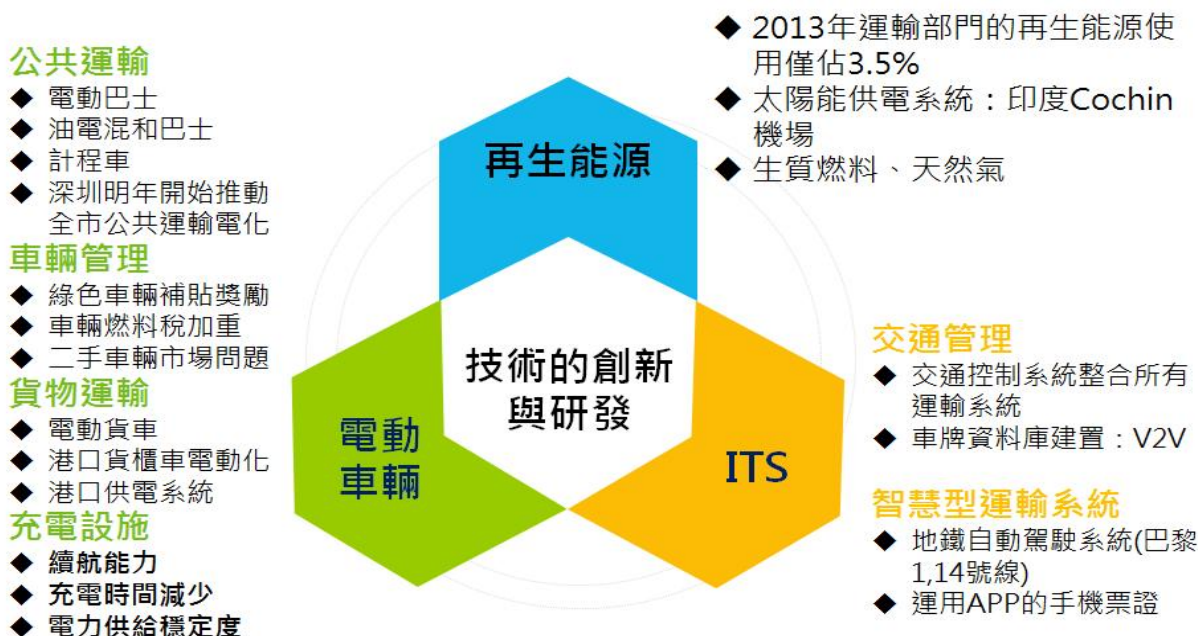 公共運輸
◆ 電動巴士
◆ 油電混和巴士
◆ 計程車
◆ 深圳明年開始推動
全市公共運輸電化
車輛管理
◆ 綠色車輛補貼獎勵
◆ 車輛燃料稅加重
◆ 二手車輛市場問題
貨物運輸
◆ 電動貨車
◆ 港口貨櫃車電動化
◆ 港口供電系統
充電設施
◆ 續航能力
◆ 充電時間減少
◆ 電力供給穩定度
再生能源
技術的創新
與研發
電動
車輛
ITS
◆ 2013年運輸部門的再生能源使
用僅佔3.5%
◆ 太陽能供電系統：印度Cochin
機場
◆ 生質燃料、天然氣
交通管理
◆ 交通控制系統整合所有
運輸系統
◆ 車牌資料庫建置：V2V
智慧型運輸系統
◆ 地鐵自動駕駛系統(巴黎
1,14號線)
◆ 運用APP的手機票證